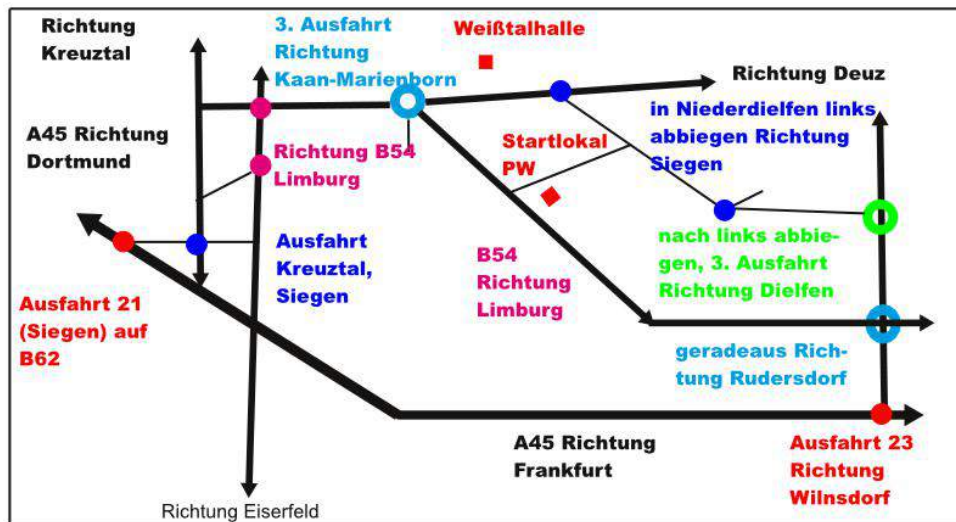 Richtung
Kreuztal
3. Ausfahrt
Richtung
Kaan-Marienborn
Weißtalhalle
Richtung Deuz
in Niederdielfen links
abbiegen Richtung
Siegen
A45 Richtung
Dortmund
Richtung B54
Limburg
Startlokal
PW
Ausfahrt
Kreuztal,
Siegen
B54
Richtung
Limburg
nach links abbie-
gen, 3. Ausfahrt
Richtung Dielfen
Ausfahrt 21
(Siegen) auf
B62
geradeaus Rich-
tung Rudersdorf
A45 Richtung
Frankfurt
Ausfahrt 23
Richtung
Wilnsdorf
Richtung Eiserfeld